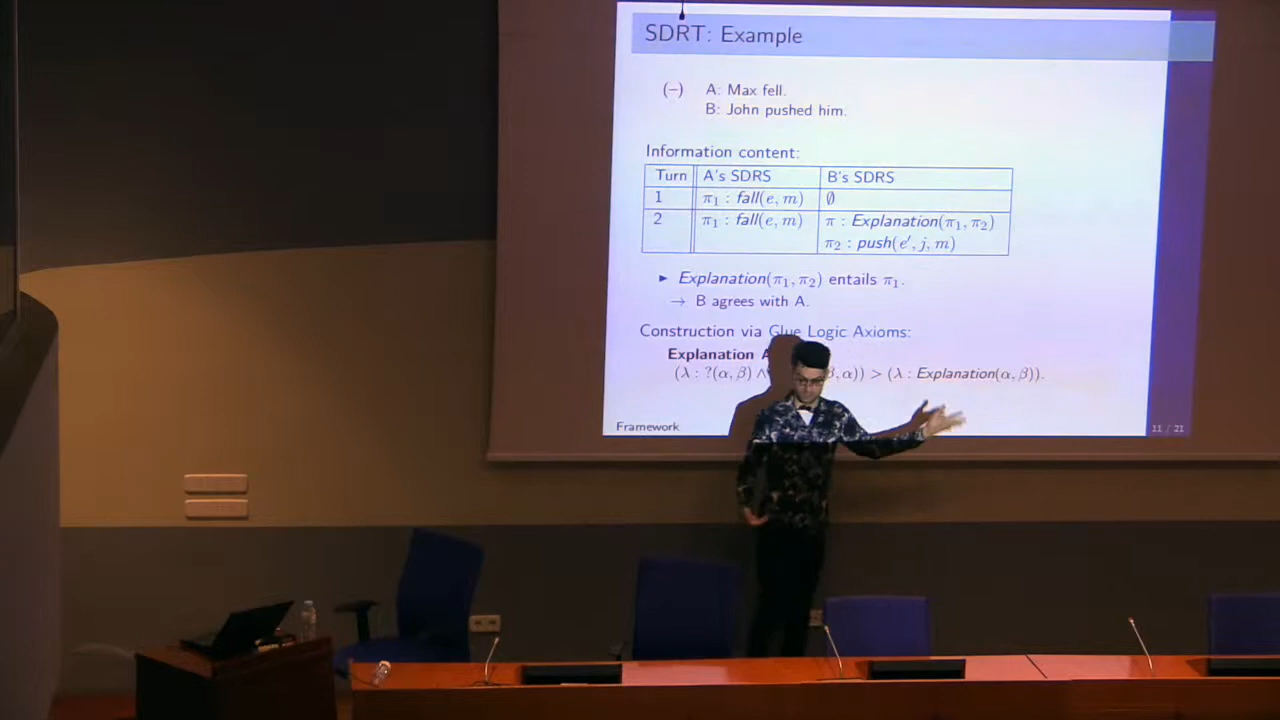 SDRT: Example
(–) A: Max fell.
B: John pushed him.
Information content:
Turn A's SDRS B's SDRS
1 π₁ : fall(e, m) ∅
2 π₁ : fall(e, m) π : Explanation(π₁, π₂)
π₂ : push(e′, j, m)
▶ Explanation(π₁, π₂) entails π₁.
→ B agrees with A.
Construction via Glue Logic Axioms:
Explanation
(λ : ?(α, β) ∧ β, α)) > (λ : Explanation(α, β)).
Framework 11 / 21